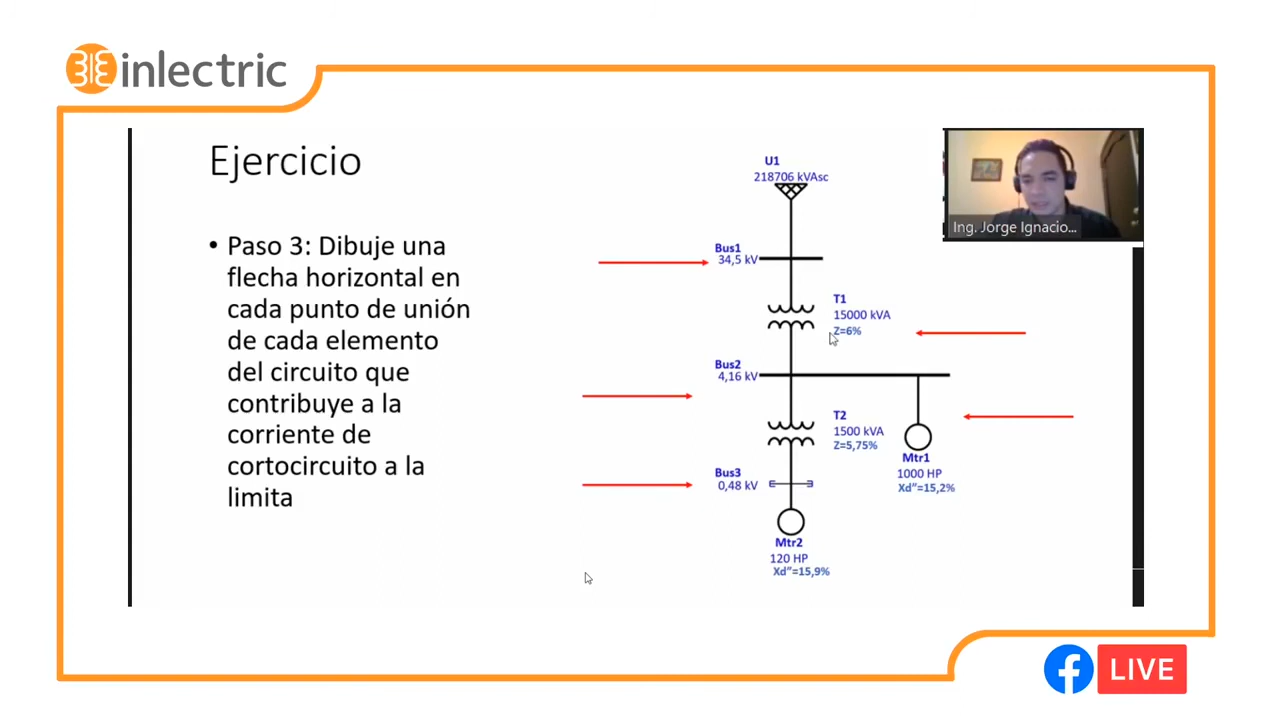 inlectric
Ejercicio
• Paso 3: Dibuje una
flecha horizontal en
cada punto de unión
de cada elemento
del circuito que
contribuye a la
corriente de
cortocircuito a la
limita
U1
218706 kVAsc
Bus1
34,5 kV
T1
15000 kVA
Z=6%
Bus2
4,16 kV
T2
1500 kVA
Z=5,75%
Mtr1
1000 HP
Xd"=15,2%
Bus3
0,48 kV
Mtr2
120 HP
Xd"=15,9%
Ing. Jorge Ignacio...
LIVE